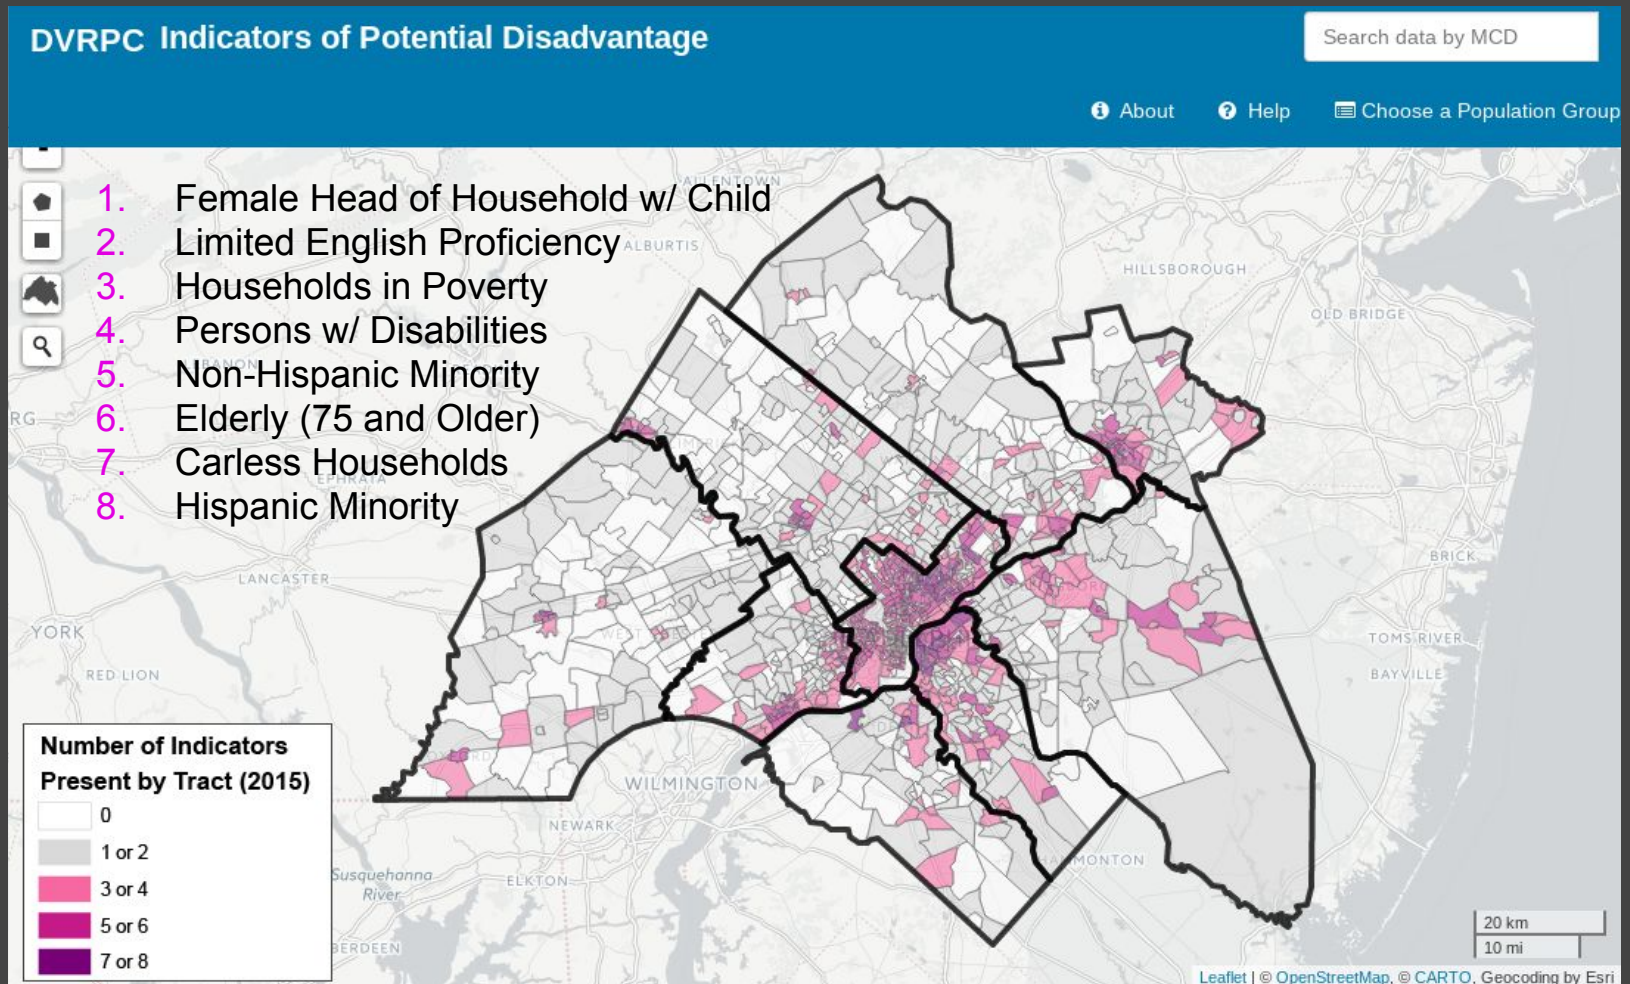 DVRPC Indicators of Potential Disadvantage
Search data by MCD
About
Help
Choose a Population Group
1. Female Head of Household w/ Child
2. Limited English Proficiency
3. Households in Poverty
4. Persons w/ Disabilities
5. Non-Hispanic Minority
6. Elderly (75 and Older)
7. Carless Households
8. Hispanic Minority
ALLENTOWN
ALBURTIS
HILLSBOROUGH
OLD BRIDGE
LEBANON
RG
EPHRATA
BRICK
LANCASTER
YORK
TOMS RIVER
RED LION
BAYVILLE
WILMINGTON
NEWARK
HAMMONTON
Susquehanna
River
ELKTON
BERDEEN
Number of Indicators
Present by Tract (2015)
0
1 or 2
3 or 4
5 or 6
7 or 8
20 km
10 mi
Leaflet | © OpenStreetMap, © CARTO, Geocoding by Esri